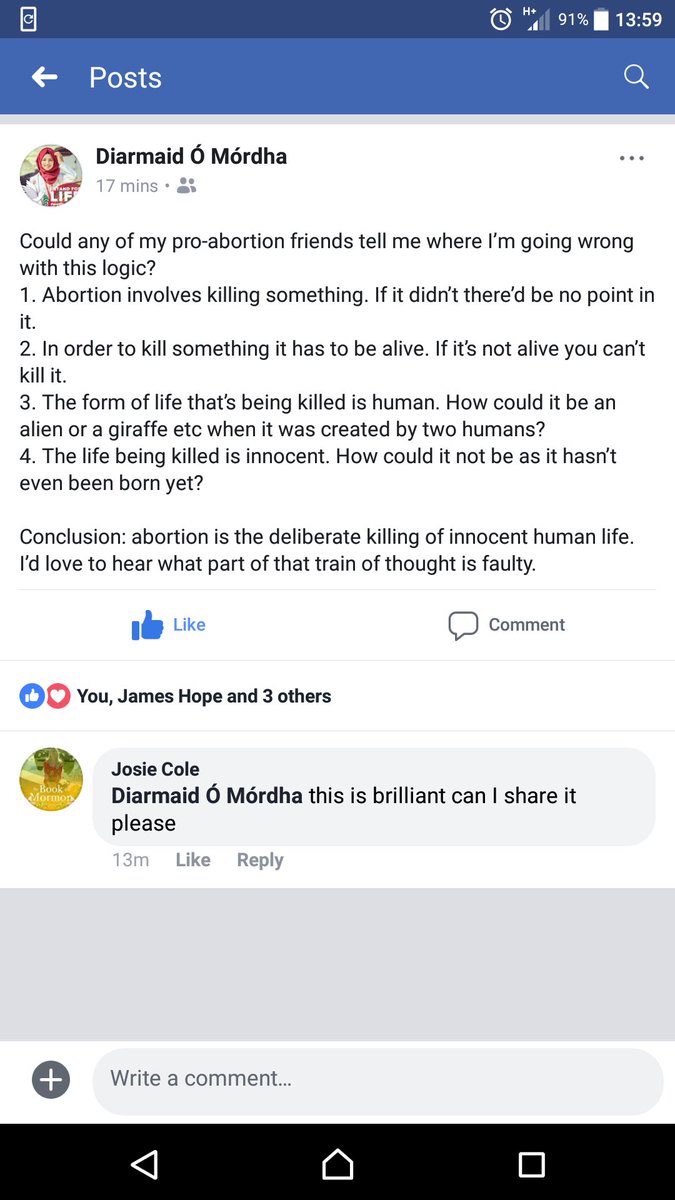 H+ 91% 13:59
Posts
Diarmaid Ó Mórdha
17 mins
Could any of my pro-abortion friends tell me where I’m going wrong
with this logic?
1. Abortion involves killing something. If it didn’t there’d be no point in
it.
2. In order to kill something it has to be alive. If it’s not alive you can’t
kill it.
3. The form of life that’s being killed is human. How could it be an
alien or a giraffe etc when it was created by two humans?
4. The life being killed is innocent. How could it not be as it hasn’t
even been born yet?
Conclusion: abortion is the deliberate killing of innocent human life.
I’d love to hear what part of that train of thought is faulty.
Like Comment
You, James Hope and 3 others
Book
Mormon
Josie Cole
Diarmaid Ó Mórdha this is brilliant can I share it
please
13m Like Reply
Write a comment…